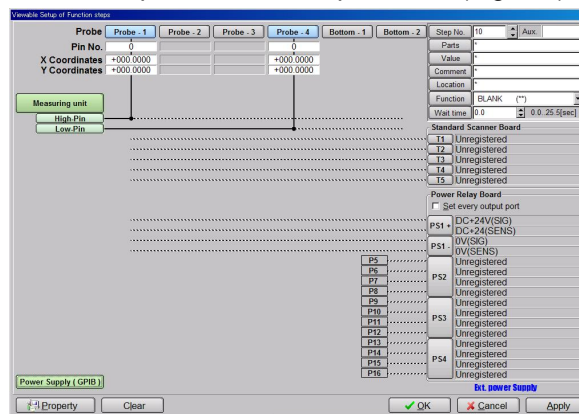 Viewable Setup of Function steps
Probe Probe - 1 Probe - 2 Probe - 3 Probe - 4 Bottom - 1 Bottom - 2 Step No. 10 Aux.
Pin No. 0 0 Parts *
X Coordinates +000.0000 +000.0000 Value *
Y Coordinates +000.0000 +000.0000 Comment *
Location *
Measuring unit Function BLANK (**)
High-Pin Wait time 0.0 0.0..25.5[sec]
Low-Pin Standard Scanner Board
T1 Unregistered
T2 Unregistered
T3 Unregistered
T4 Unregistered
T5 Unregistered
Power Relay Board
Set every output port
PS1 + DC+24V(SIG)
DC+24(SENS)
PS1 - 0V(SIG)
0V(SENS)
P5 PS2 Unregistered
P6 Unregistered
P7 Unregistered
P8 Unregistered
P9 PS3 Unregistered
P10 Unregistered
P11 Unregistered
P12 Unregistered
P13 PS4 Unregistered
P14 Unregistered
P15 Unregistered
P16 Unregistered
Power Supply ( GPIB ) Ext. power Supply
Property Clear OK Cancel Apply